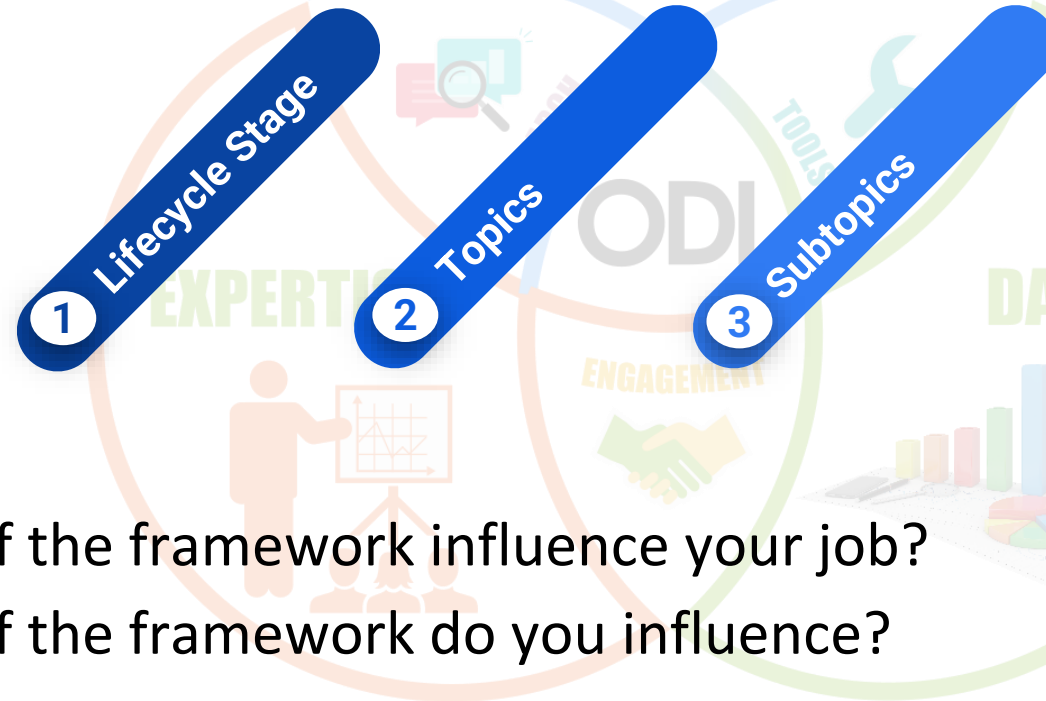 1 Lifecycle Stage
2 Topics
3 Subtopics
TOOLS
ODI
EXPERTI
DA
ENGAGEMENT
f the framework influence your job?
f the framework do you influence?